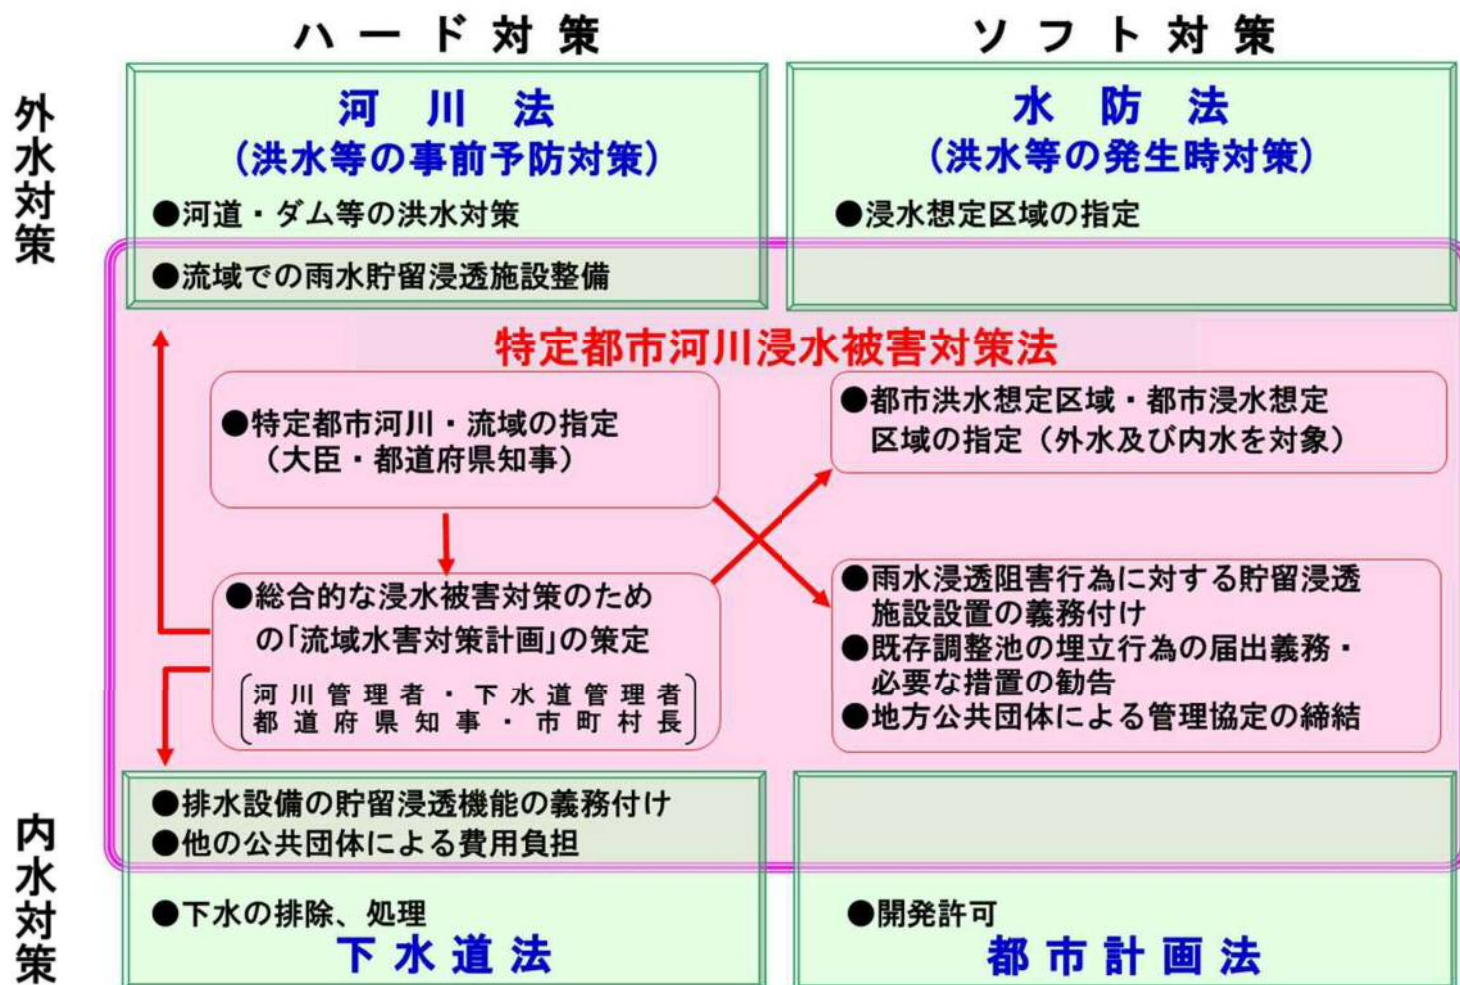 ハード対策
ソフト対策
外水対策
河川法
(洪水等の事前予防対策)
●河道・ダム等の洪水対策
●流域での雨水貯留浸透施設整備
水防法
(洪水等の発生時対策)
●浸水想定区域の指定
特定都市河川浸水被害対策法
●特定都市河川・流域の指定
(大臣・都道府県知事)
●都市洪水想定区域・都市浸水想定
区域の指定(外水及び内水を対象)
●総合的な浸水被害対策のため
の「流域水害対策計画」の策定
河川管理者・下水道管理者
都道府県知事・市町村長
●雨水浸透阻害行為に対する貯留浸透
施設設置の義務付け
●既存調整池の埋立行為の届出義務・
必要な措置の勧告
●地方公共団体による管理協定の締結
内水対策
●排水設備の貯留浸透機能の義務付け
●他の公共団体による費用負担
●下水の排除、処理
下水道法
●開発許可
都市計画法